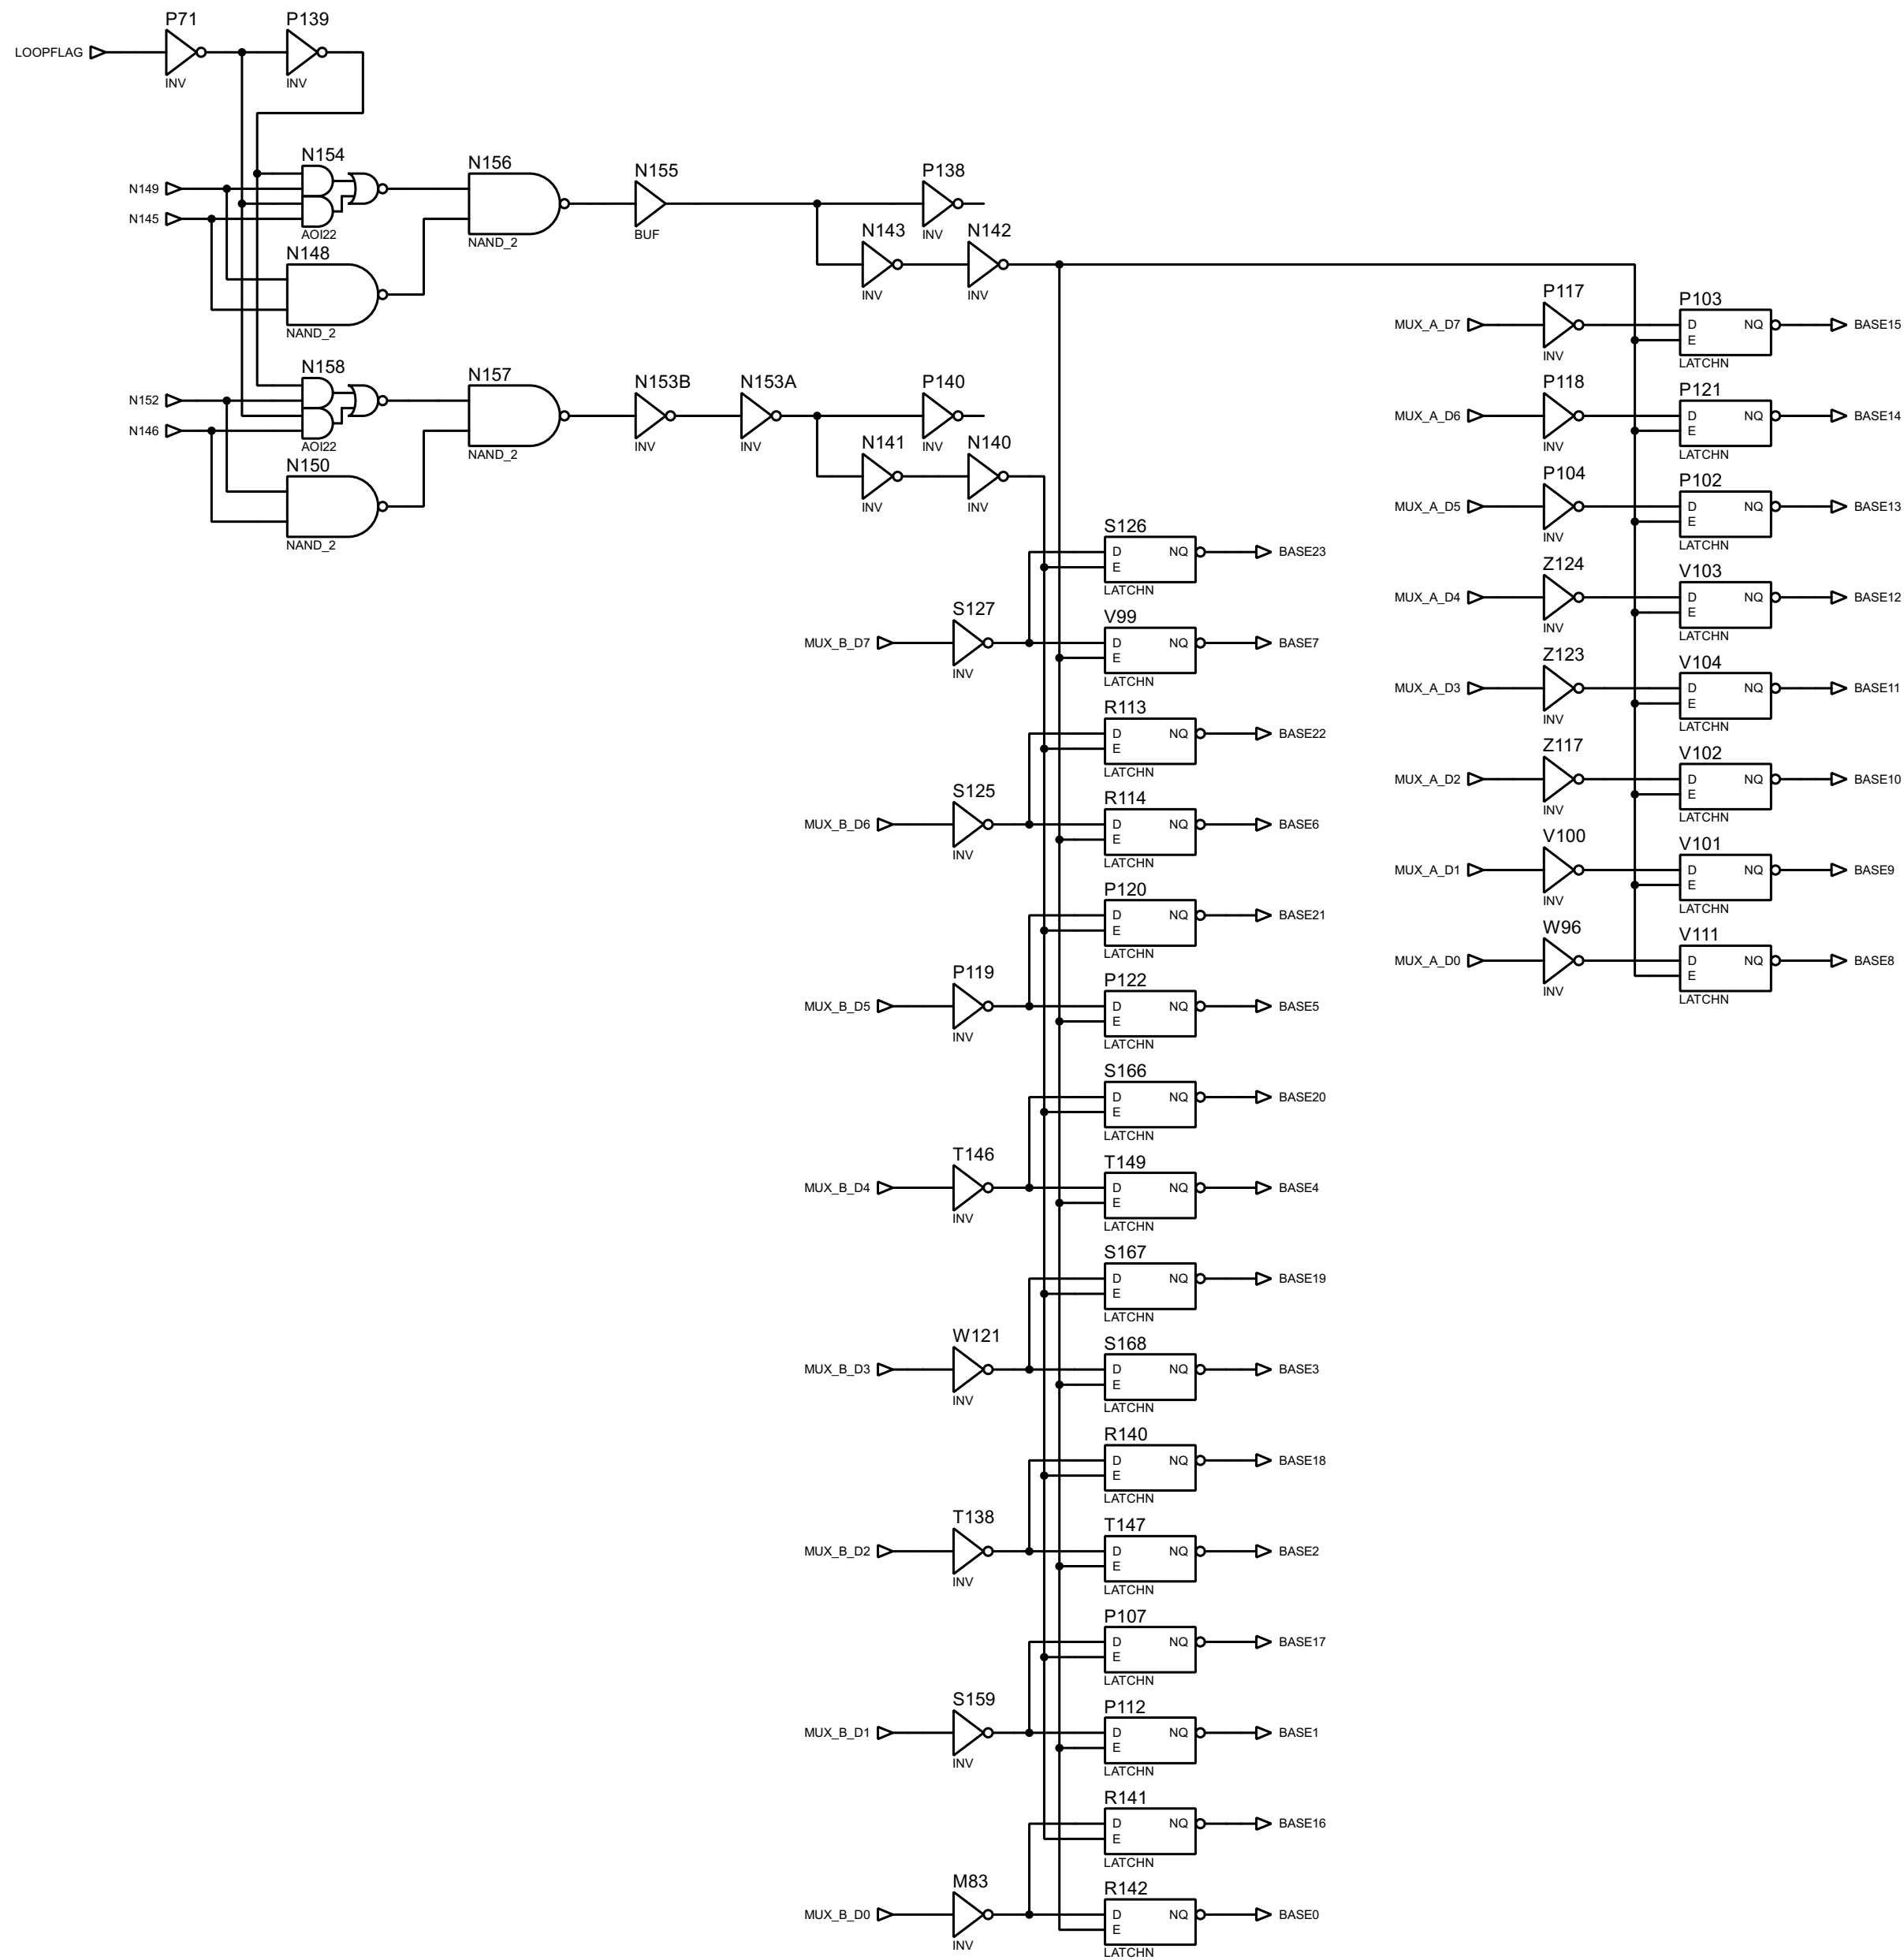 P71
P139
LOOPFLAG
INV
INV
N154
N149
N145
AOI22
N156
NAND_2
N155
BUF
P138
INV
N148
NAND_2
N143
INV
N142
INV
N158
N152
N146
AOI22
N157
NAND_2
N153B
INV
N153A
INV
P140
INV
N150
NAND_2
N141
INV
N140
INV
S126
D NQ
E
LATCHN
BASE23
MUX_B_D7
S127
INV
V99
D NQ
E
LATCHN
BASE7
R113
D NQ
E
LATCHN
BASE22
MUX_B_D6
S125
INV
R114
D NQ
E
LATCHN
BASE6
P120
D NQ
E
LATCHN
BASE21
MUX_B_D5
P119
INV
P122
D NQ
E
LATCHN
BASE5
S166
D NQ
E
LATCHN
BASE20
MUX_B_D4
T146
INV
T149
D NQ
E
LATCHN
BASE4
S167
D NQ
E
LATCHN
BASE19
MUX_B_D3
W121
INV
S168
D NQ
E
LATCHN
BASE3
R140
D NQ
E
LATCHN
BASE18
MUX_B_D2
T138
INV
T147
D NQ
E
LATCHN
BASE2
P107
D NQ
E
LATCHN
BASE17
MUX_B_D1
S159
INV
P112
D NQ
E
LATCHN
BASE1
R141
D NQ
E
LATCHN
BASE16
MUX_B_D0
M83
INV
R142
D NQ
E
LATCHN
BASE0
MUX_A_D7
P117
INV
P103
D NQ
E
LATCHN
BASE15
MUX_A_D6
P118
INV
P121
D NQ
E
LATCHN
BASE14
MUX_A_D5
P104
INV
P102
D NQ
E
LATCHN
BASE13
MUX_A_D4
Z124
INV
V103
D NQ
E
LATCHN
BASE12
MUX_A_D3
Z123
INV
V104
D NQ
E
LATCHN
BASE11
MUX_A_D2
Z117
INV
V102
D NQ
E
LATCHN
BASE10
MUX_A_D1
V100
INV
V101
D NQ
E
LATCHN
BASE9
MUX_A_D0
W96
INV
V111
D NQ
E
LATCHN
BASE8